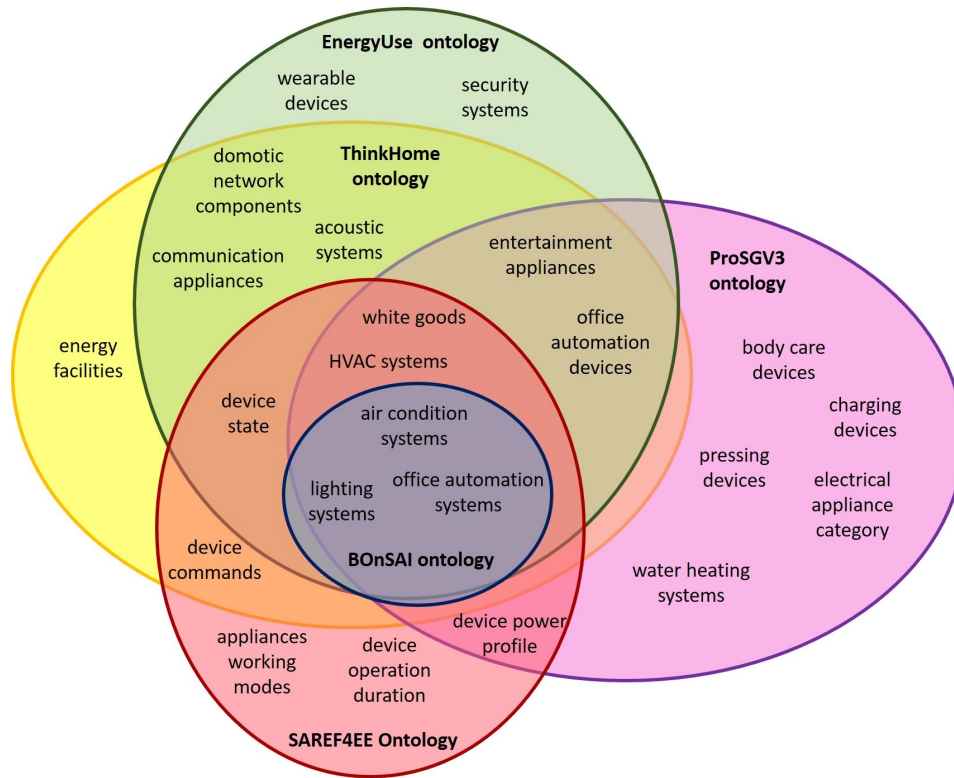 EnergyUse ontology
wearable
devices
security
systems
domotic
network
components
ThinkHome
ontology
acoustic
systems
communication
appliances
entertainment
appliances
ProSGV3
ontology
white goods
office
automation
devices
energy
facilities
HVAC systems
body care
devices
device
state
air condition
systems
charging
devices
pressing
devices
lighting
systems
office automation
systems
electrical
appliance
category
BOnSAI ontology
device
commands
water heating
systems
appliances
working
modes
device
operation
duration
device power
profile
SAREF4EE Ontology